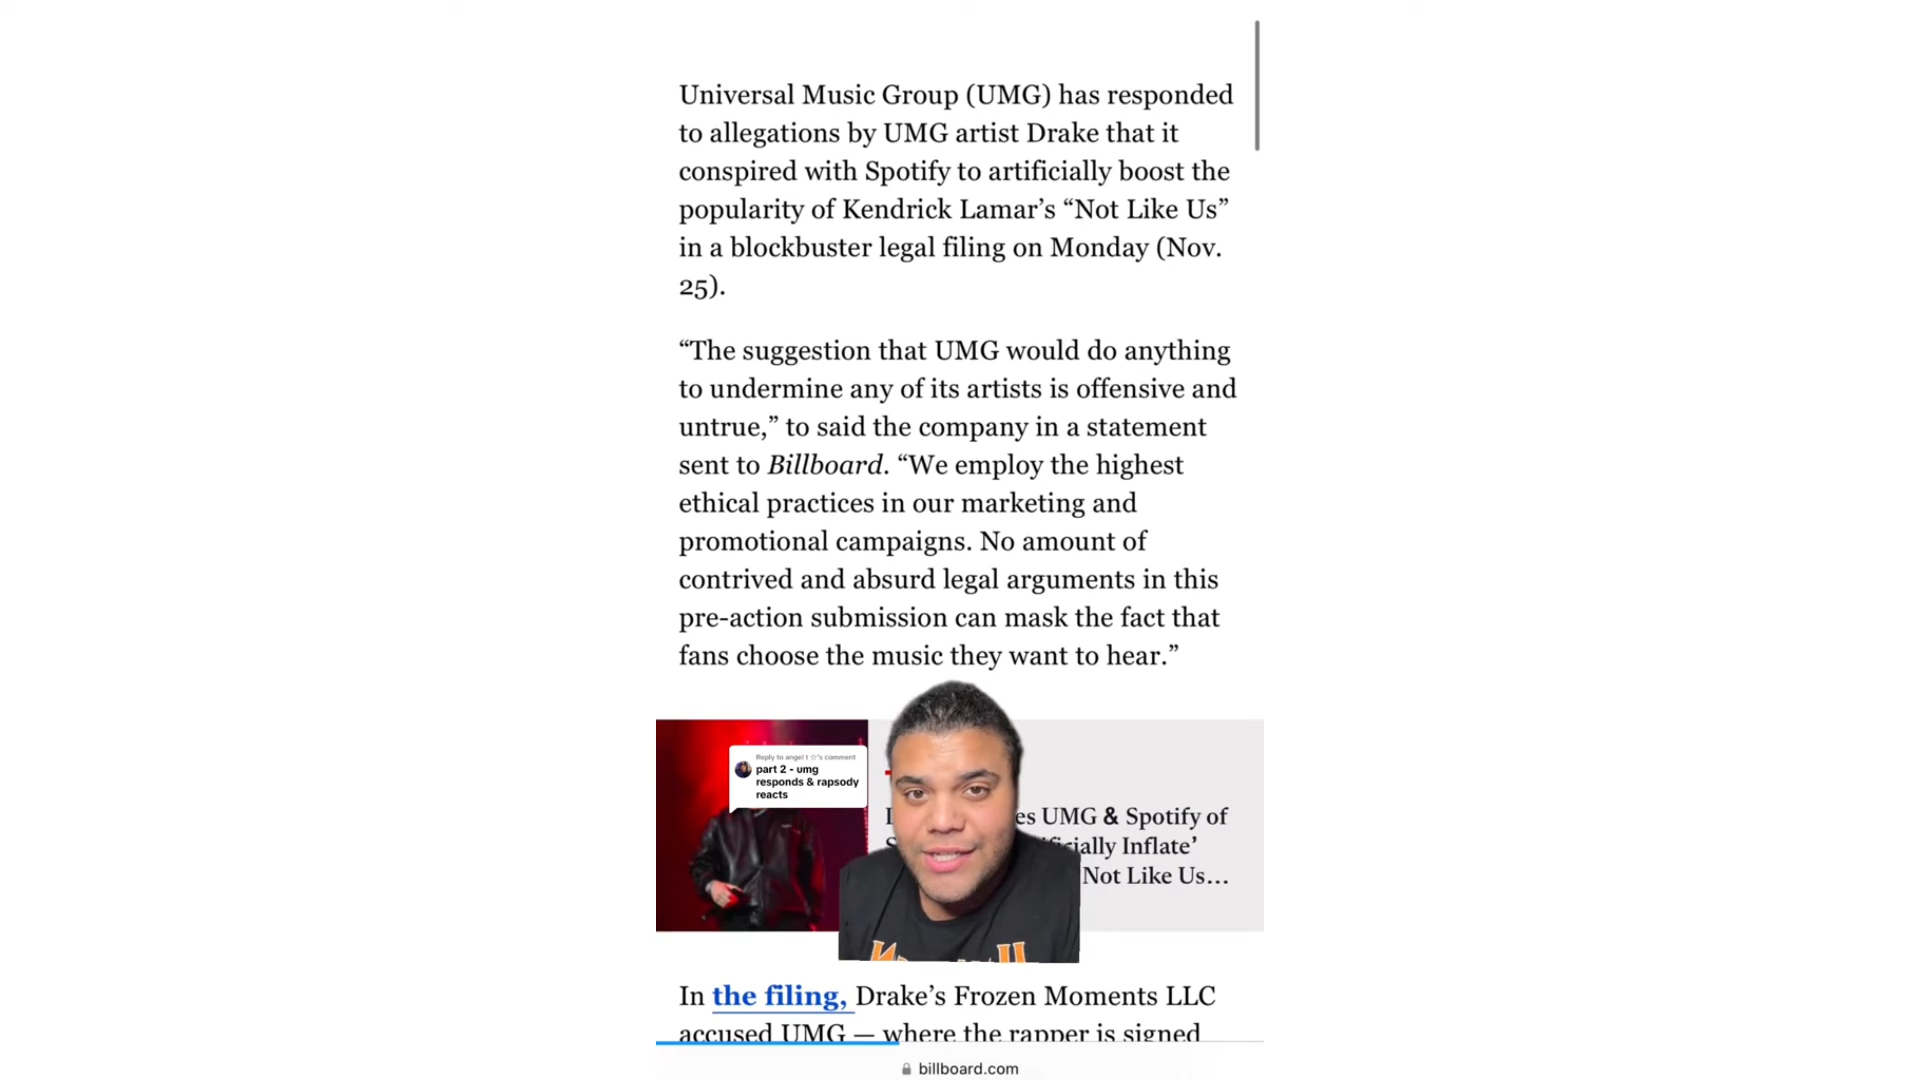 Universal Music Group (UMG) has responded
to allegations by UMG artist Drake that it
conspired with Spotify to artificially boost the
popularity of Kendrick Lamar’s “Not Like Us”
in a blockbuster legal filing on Monday (Nov.
25).
“The suggestion that UMG would do anything
to undermine any of its artists is offensive and
untrue,” to said the company in a statement
sent to Billboard. “We employ the highest
ethical practices in our marketing and
promotional campaigns. No amount of
contrived and absurd legal arguments in this
pre-action submission can mask the fact that
fans choose the music they want to hear.”
Reply to angel t ☆'s comment
part 2 - umg
responds & rapsody
reacts
UMG & Spotify of
Inflate’
Not Like Us…
In the filing, Drake’s Frozen Moments LLC
accused UMG — where the rapper is signed
billboard.com